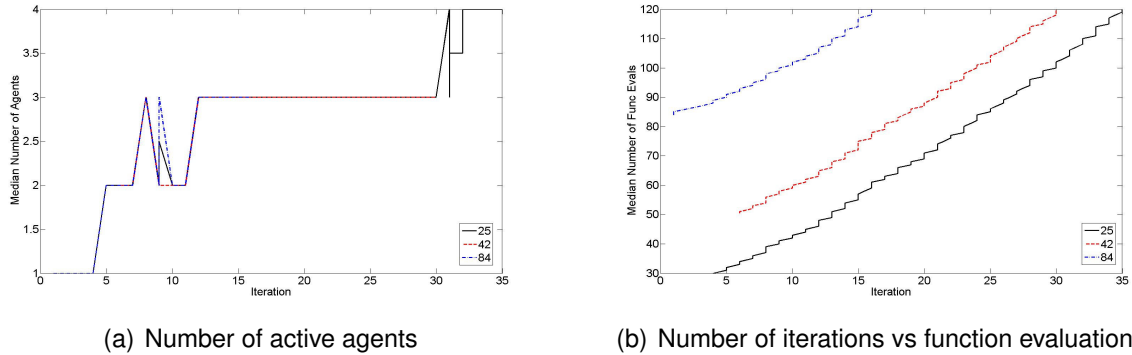 4
3.5
3
2.5
2
1.5
1
Median Number of Agents
0 5 10 15 20 25 30 35
Iteration
25
42
84
(a) Number of active agents
120
110
100
90
80
70
60
50
40
30
Median Number of Func Evals
0 5 10 15 20 25 30 35
Iteration
25
42
84
(b) Number of iterations vs function evaluation